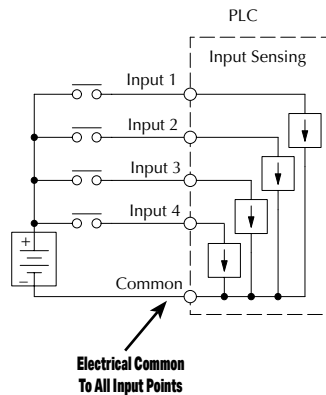 PLC
Input Sensing
Input 1
Input 2
Input 3
Input 4
+
–
Common
Electrical Common
To All Input Points